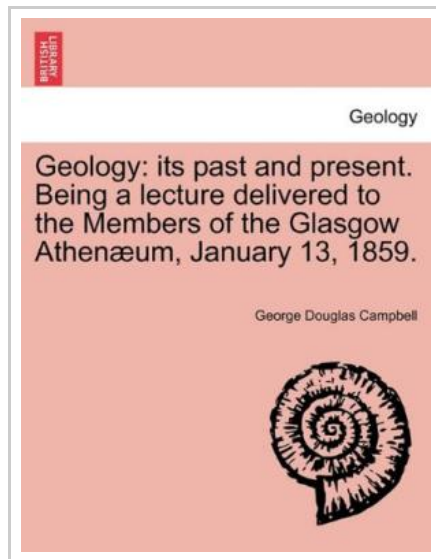 BRITISH
LIBRARY
Geology
Geology: its past and present.
Being a lecture delivered to
the Members of the Glasgow
Athenæum, January 13, 1859.
George Douglas Campbell